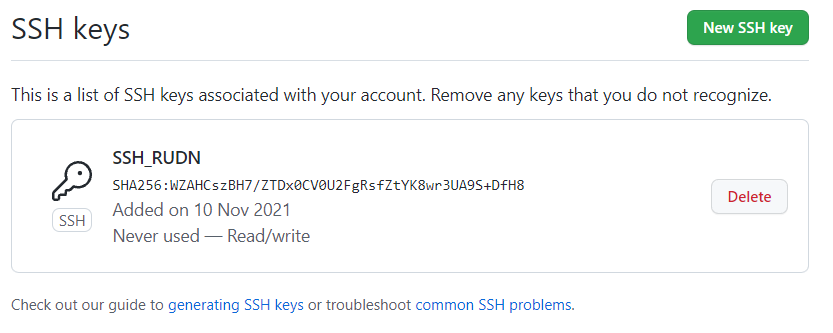 SSH keys
New SSH key
This is a list of SSH keys associated with your account. Remove any keys that you do not recognize.
SSH_RUDN
SHA256:WZAHCszBH7/ZTDx0CV0U2FgRsfZtYK8wr3UA9S+DfH8
Added on 10 Nov 2021
Never used — Read/write
SSH
Delete
Check out our guide to generating SSH keys or troubleshoot common SSH problems.